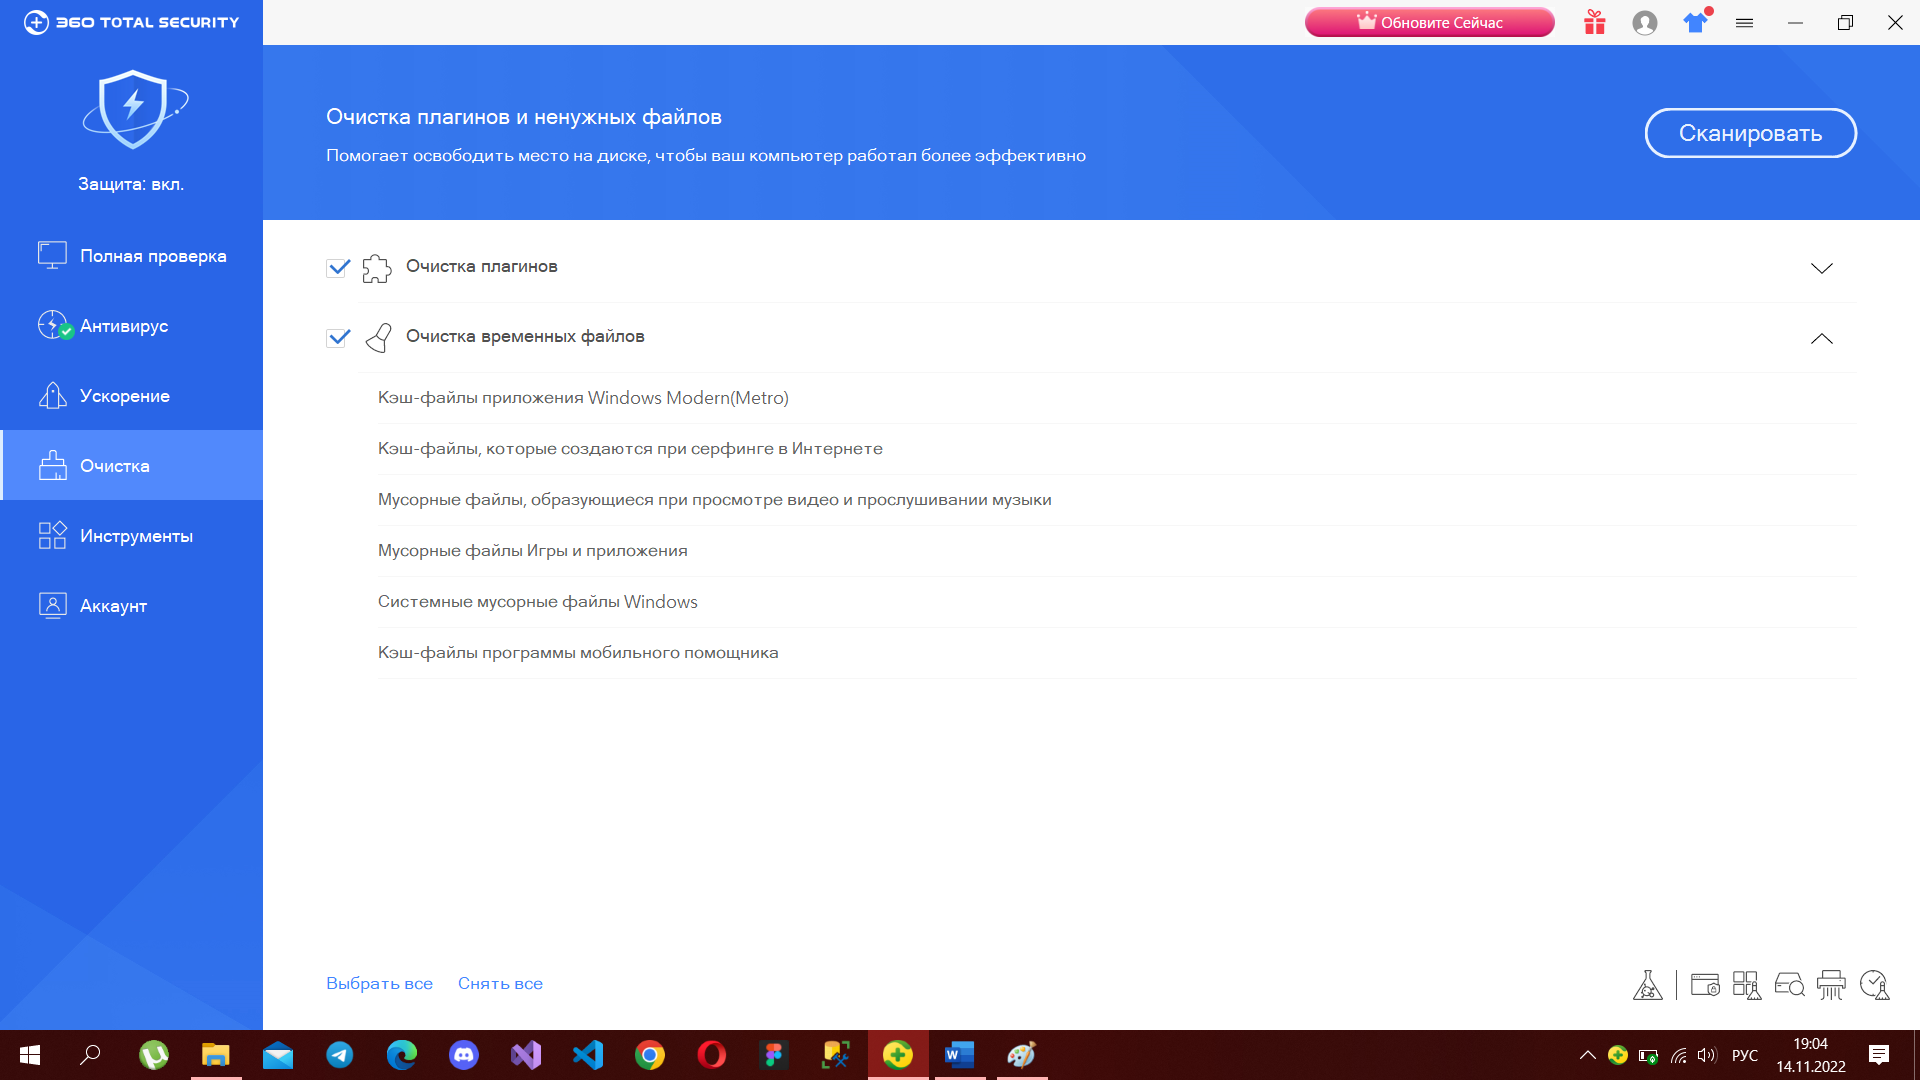 360 TOTAL SECURITY
Обновите Сейчас
Защита: вкл.
Полная проверка
Антивирус
Ускорение
Очистка
Инструменты
Аккаунт
Очистка плагинов и ненужных файлов
Помогает освободить место на диске, чтобы ваш компьютер работал более эффективно
Сканировать
Очистка плагинов
Очистка временных файлов
Кэш-файлы приложения Windows Modern(Metro)
Кэш-файлы, которые создаются при серфинге в Интернете
Мусорные файлы, образующиеся при просмотре видео и прослушивании музыки
Мусорные файлы Игры и приложения
Системные мусорные файлы Windows
Кэш-файлы программы мобильного помощника
Выбрать все Снять все
РУС
19:04
14.11.2022